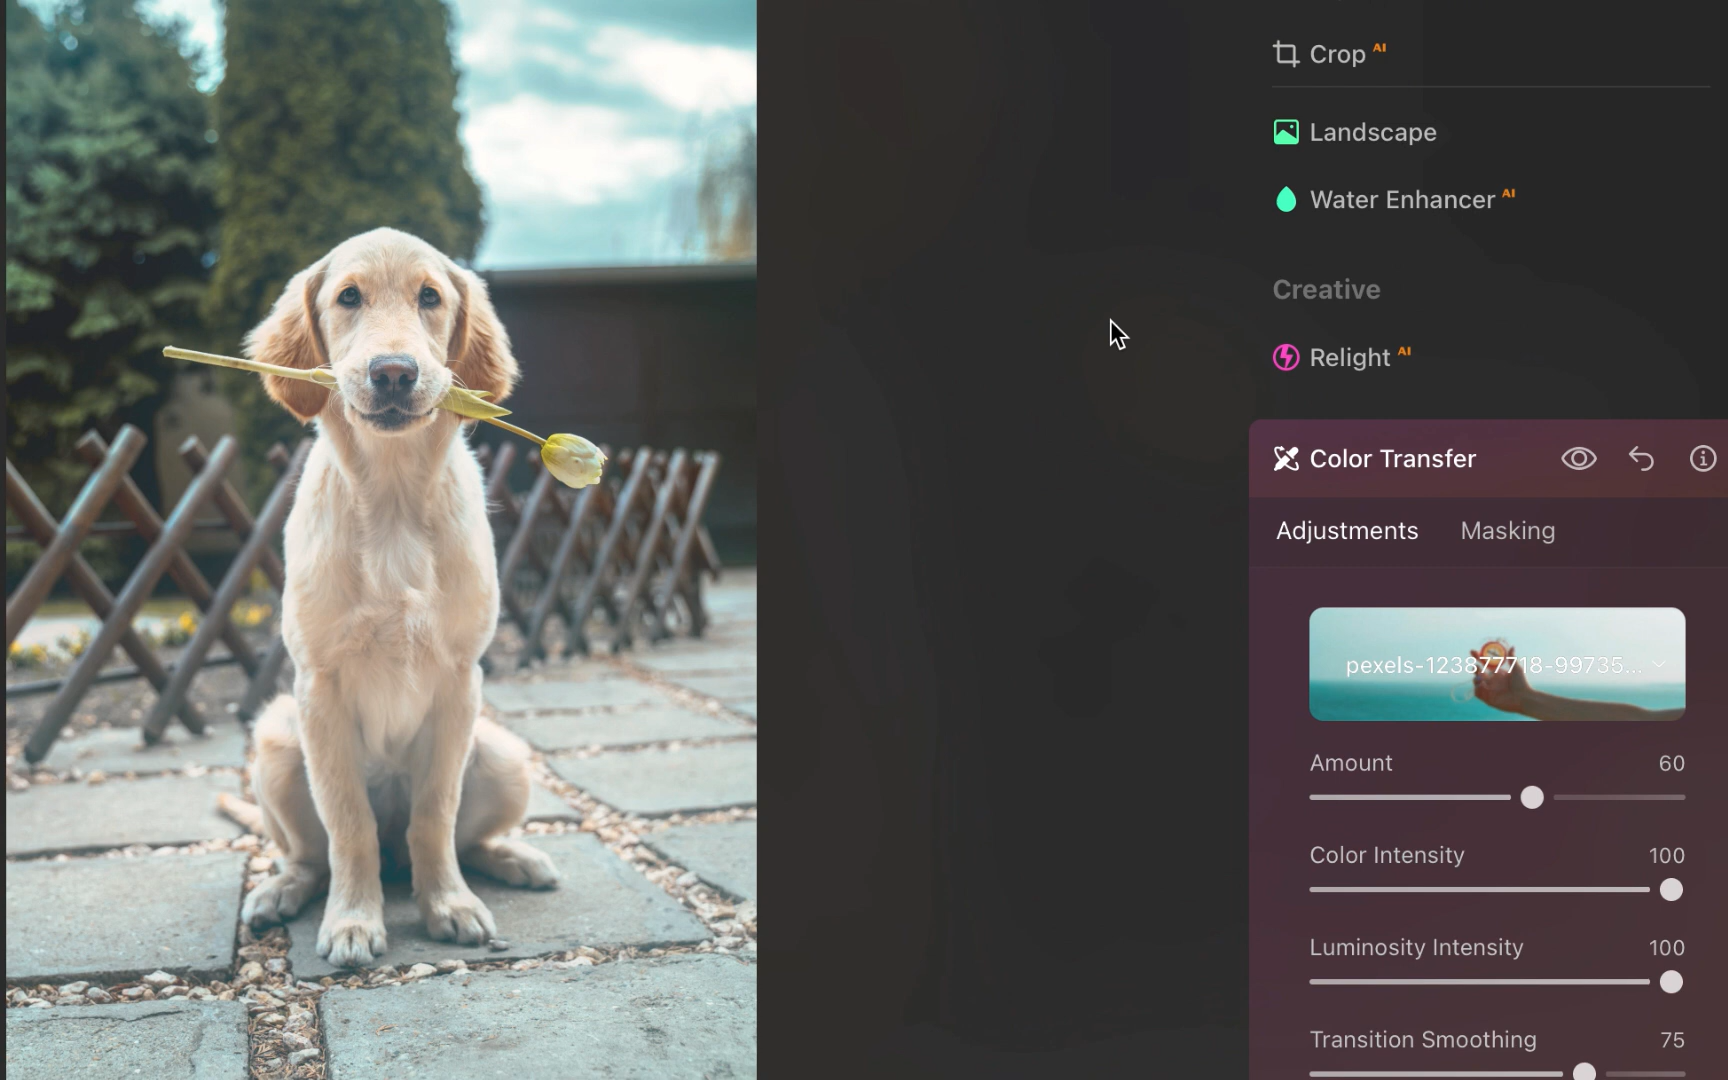 Crop AI
Landscape
Water Enhancer AI
Creative
Relight AI
Color Transfer
Adjustments Masking
pexels-123877718-99735...
Amount 60
Color Intensity 100
Luminosity Intensity 100
Transition Smoothing 75